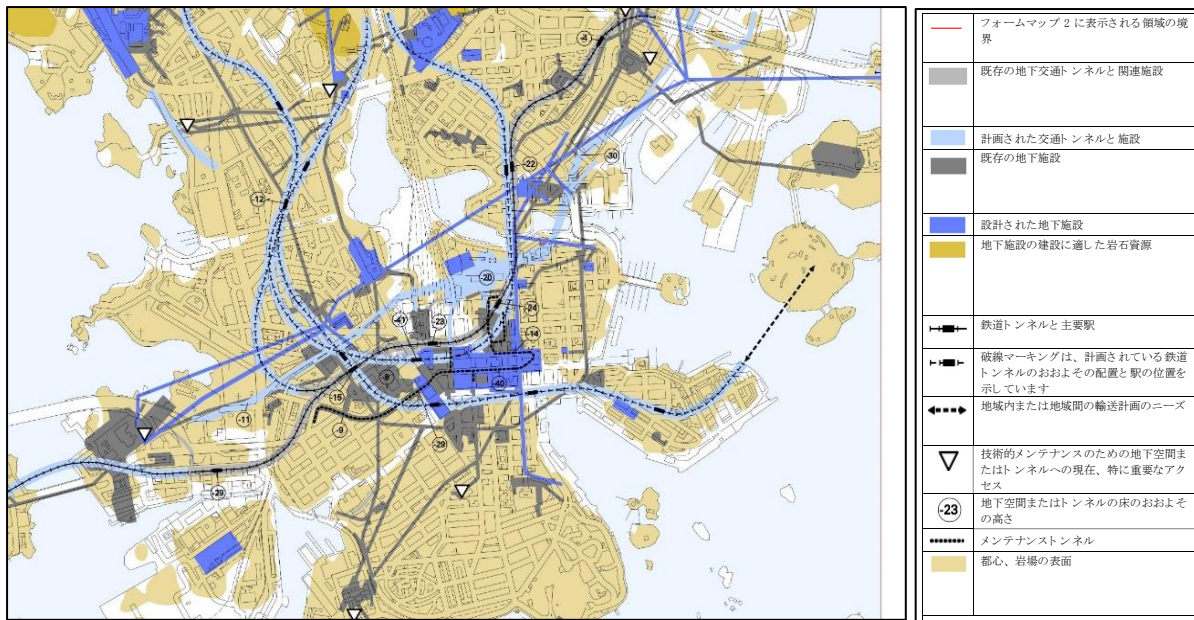 -4
-22
-30
-12
-20
-24
-41
-23
-14
-8
-40
-15
-11
-9
-29
-29
フォームマップ 2 に表示される領域の境
界
既存の地下交通トンネルと関連施設
計画された交通トンネルと施設
既存の地下施設
設計された地下施設
地下施設の建設に適した岩石資源
鉄道トンネルと主要駅
破線マーキングは、計画されている鉄道
トンネルのおおよその配置と駅の位置を
示しています
地域内または地域間の輸送計画のニーズ
技術的メンテナンスのための地下空間ま
たはトンネルへの現在、特に重要なアク
セス
-23
地下空間またはトンネルの床のおおよそ
の高さ
メンテナンストンネル
都心、岩場の表面